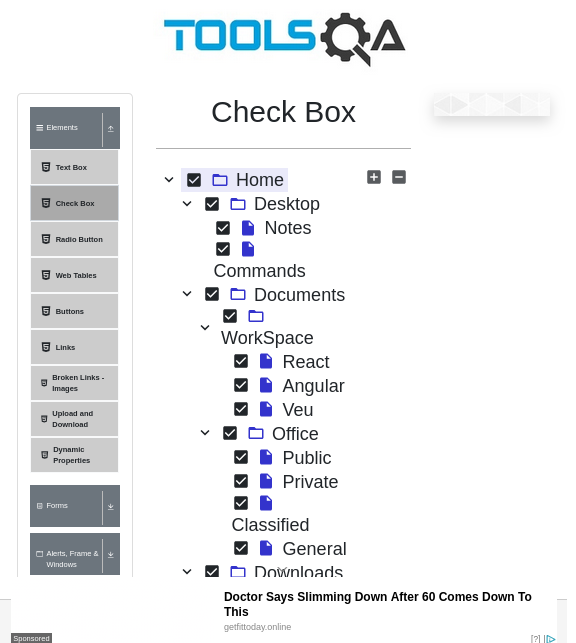 TOOLSQA
Check Box
Elements
Text Box
Check Box
Radio Button
Web Tables
Buttons
Links
Broken Links -
Images
Upload and
Download
Dynamic
Properties
Forms
Alerts, Frame &
Windows
Home
Desktop
Notes
Commands
Documents
WorkSpace
React
Angular
Veu
Office
Public
Private
Classified
General
Downloads
Doctor Says Slimming Down After 60 Comes Down To
This
getfittoday.online
Sponsored
[?]